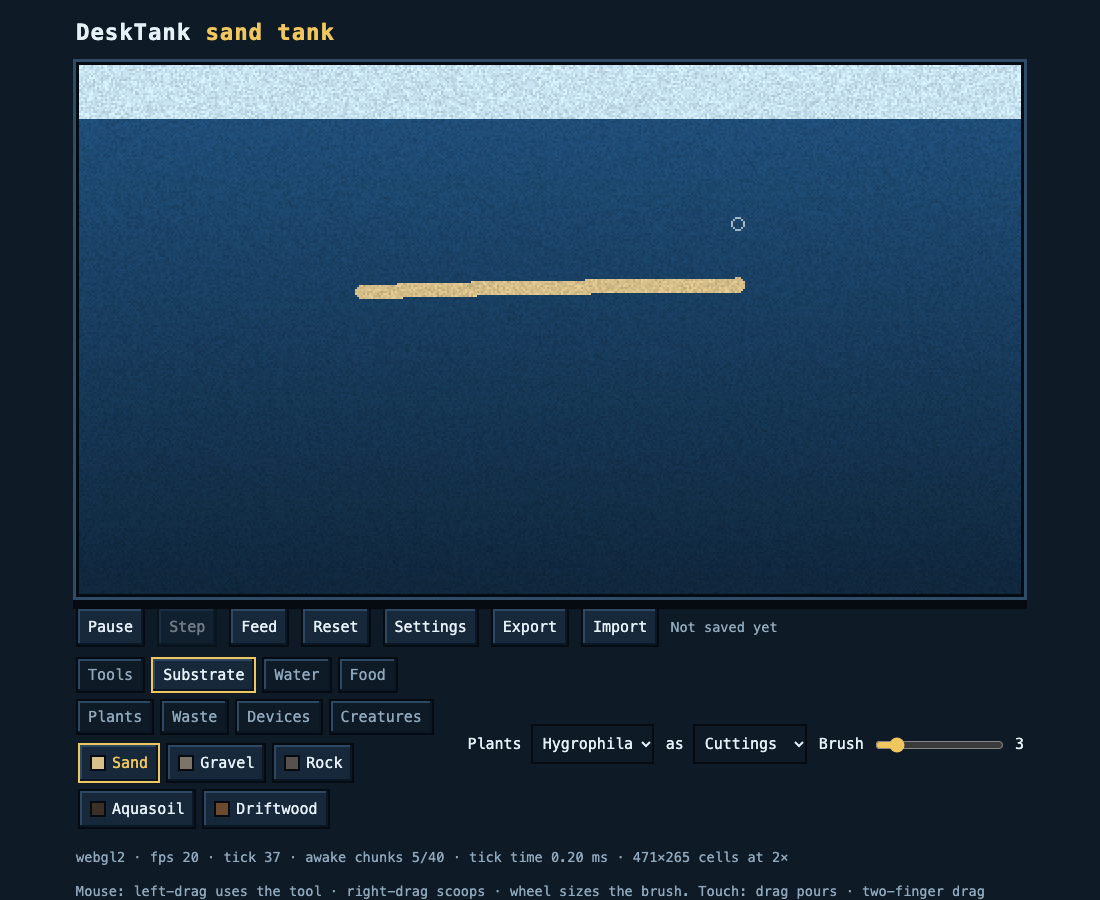 DeskTank sand tank
Pause Step Feed Reset Settings Export Import Not saved yet
Tools Substrate Water Food
Plants Waste Devices Creatures
Plants Hygrophila as Cuttings Brush 3
Sand Gravel Rock
Aquasoil Driftwood
webgl2 · fps 20 · tick 37 · awake chunks 5/40 · tick time 0.20 ms · 471×265 cells at 2×
Mouse: left-drag uses the tool · right-drag scoops · wheel sizes the brush. Touch: drag pours · two-finger drag